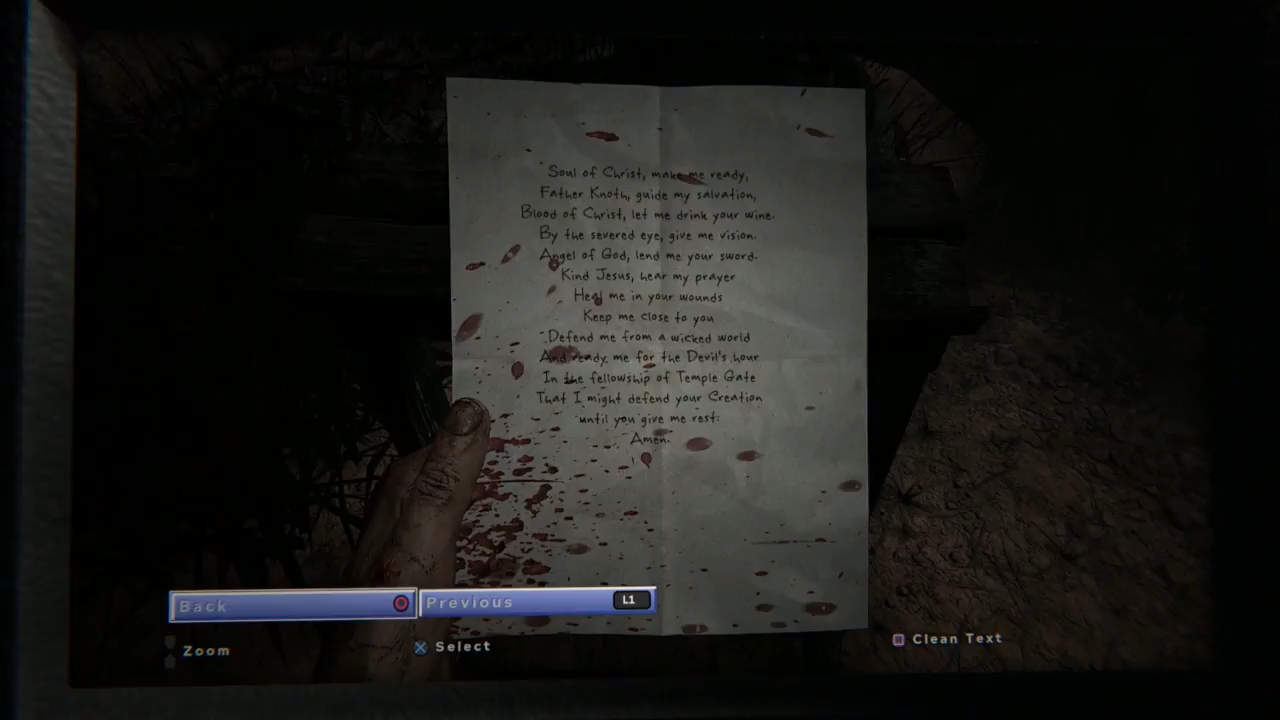 Soul of Christ, make me ready,
Father Knoth, guide my salvation,
Blood of Christ, let me drink your wine.
By the severed eye, give me vision.
Angel of God, lend me your sword.
Kind Jesus, hear my prayer
Heal me in your wounds
Keep me close to you
Defend me from a wicked world
And ready me for the Devil's hour
In the fellowship of Temple Gate
That I might defend your Creation
until you give me rest.
Amen.
Back
Previous L1
Zoom
Select
Clean Text